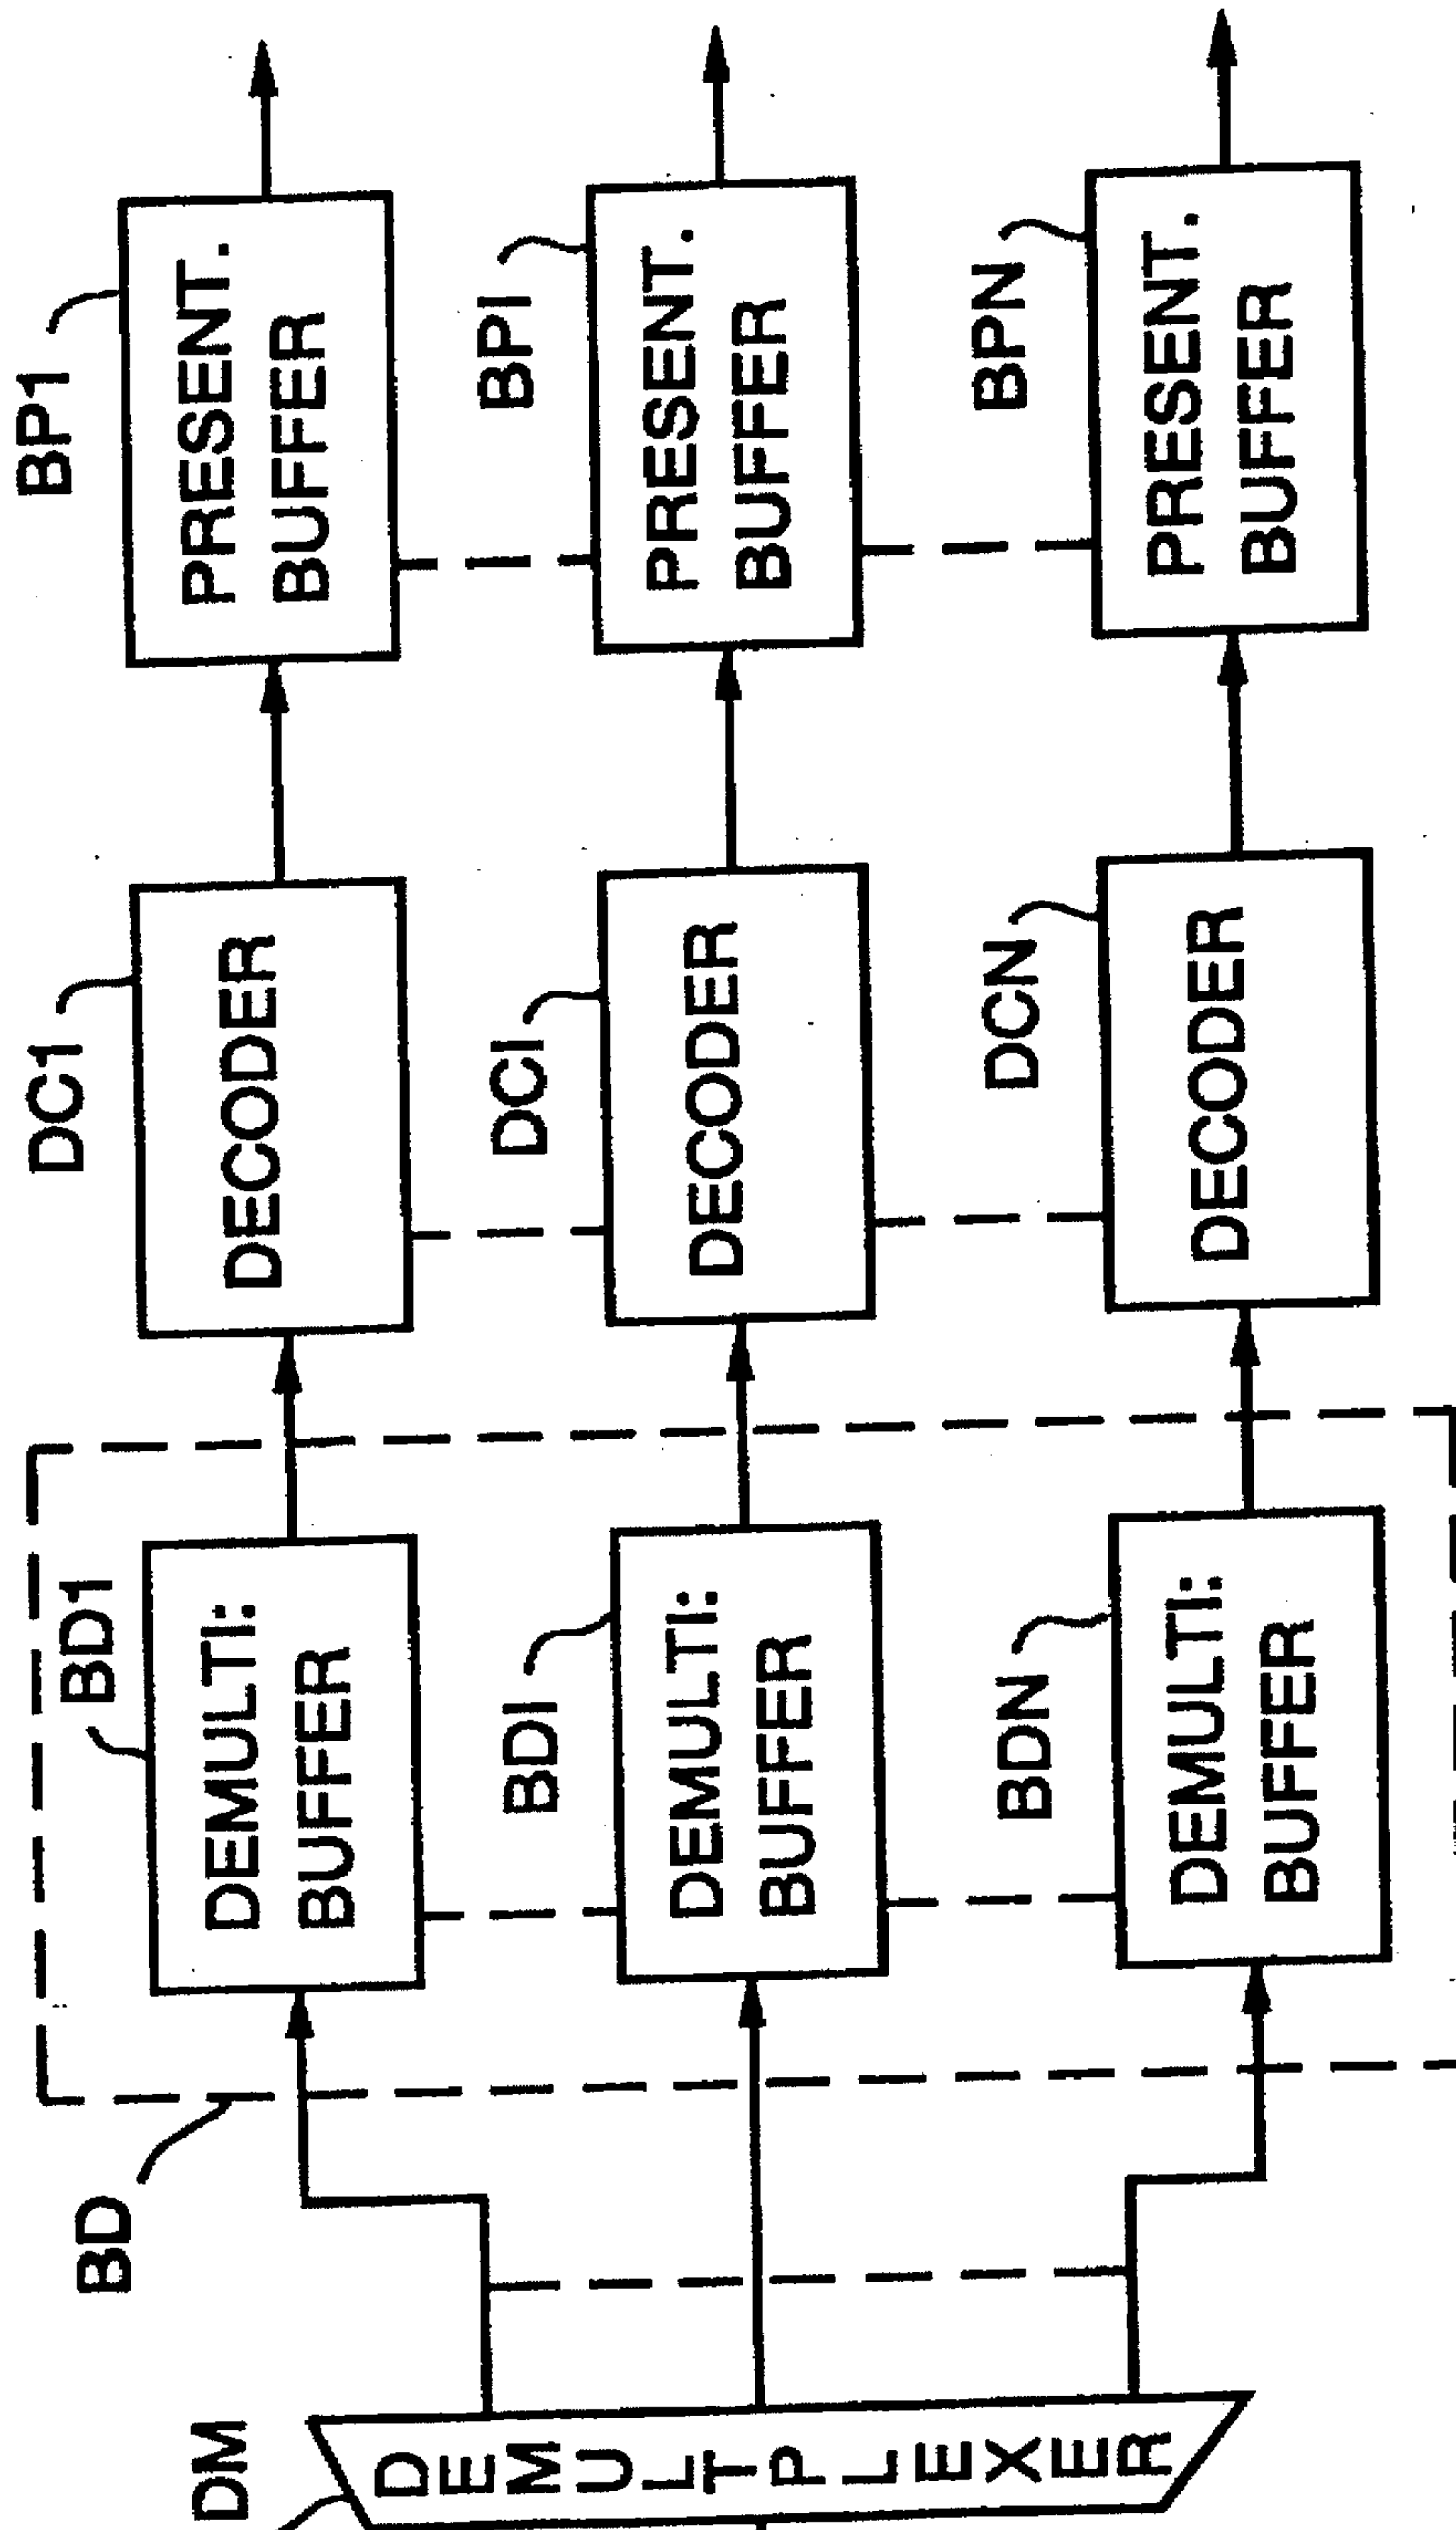 DM
DEMULTPLEXER
BD
BD1
DEMULTI:
BUFFER
DC1
DECODER
BP1
PRESENT.
BUFFER
BDI
DEMULTI:
BUFFER
DCI
DECODER
BPI
PRESENT.
BUFFER
BDN
DEMULTI:
BUFFER
DCN
DECODER
BPN
PRESENT.
BUFFER